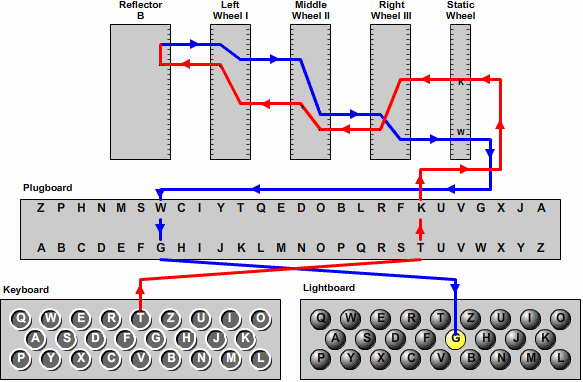 Reflector B
Left Wheel I
Middle Wheel II
Right Wheel III
Static Wheel
K
W
Plugboard
Z P H N M S W C I Y T Q E D O B L R F K U V G X J A
A B C D E F G H I J K L M N O P Q R S T U V W X Y Z
Keyboard
Q W E R T Z U I O
A S D F G H J K
P Y X C V B N M L
Lightboard
Q W E R T Z U I O
A S D F G H J K
P Y X C V B N M L